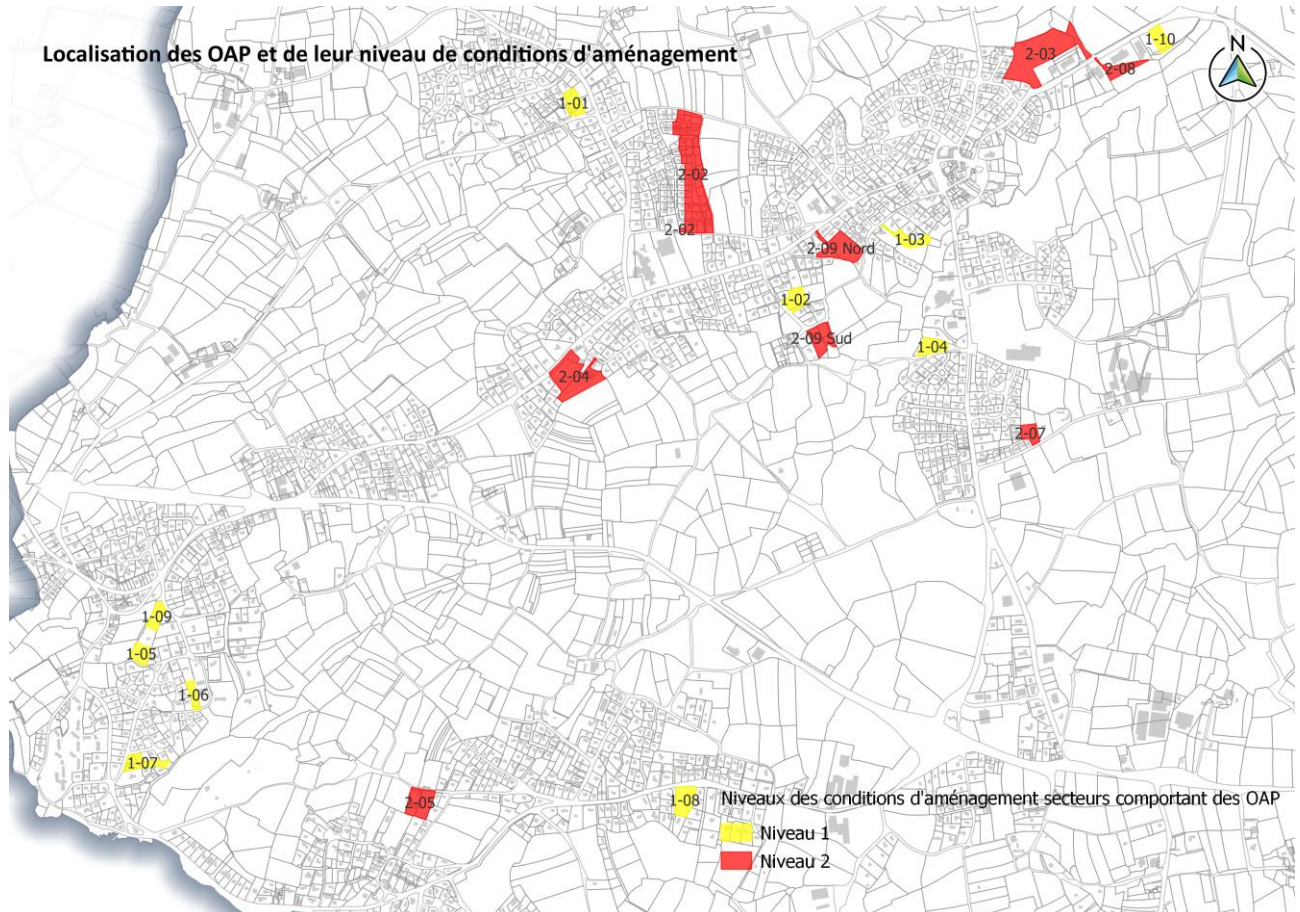 Localisation des OAP et de leur niveau de conditions d'aménagement
N
1-10
2-03
2-08
1-01
2-02
2-02
1-03
2-09 Nord
1-02
2-09 Sud
1-04
2-04
2-07
1-09
1-05
1-06
1-07
2-05
1-08
Niveaux des conditions d'aménagement secteurs comportant des OAP
Niveau 1
Niveau 2